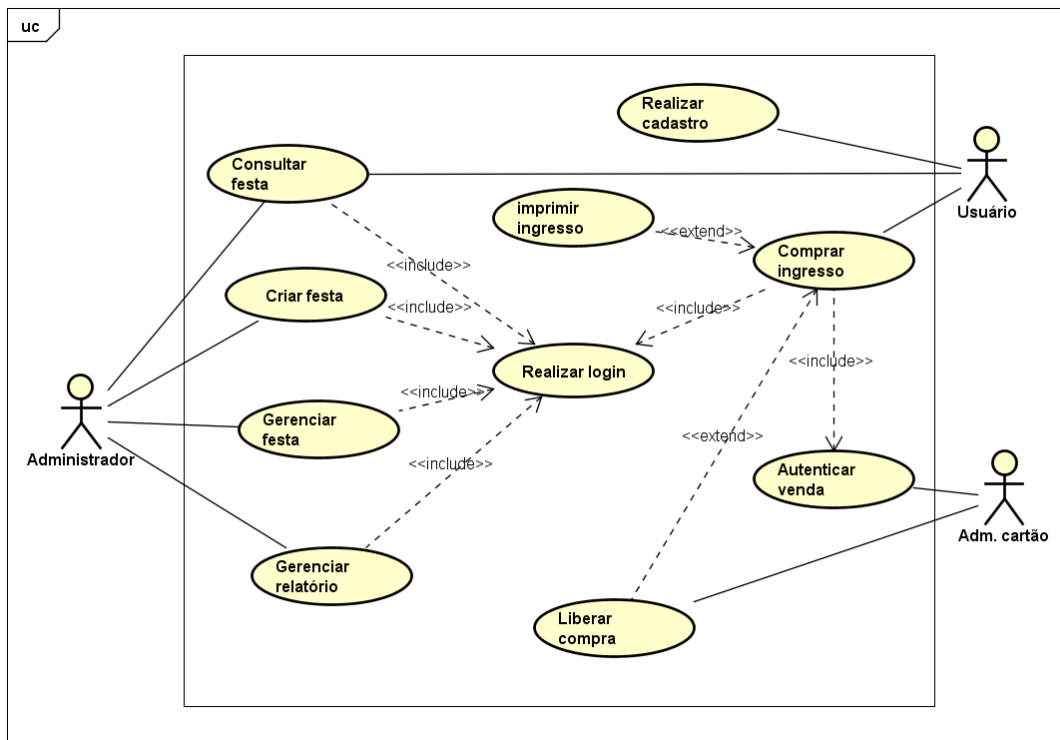 uc
Realizar
cadastro
Consultar
festa
Usuário
imprimir
ingresso
<<extend>>
Comprar
ingresso
<<include>>
Criar festa
<<include>>
<<include>>
Realizar login
<<include>>
<<include>>
Gerenciar
festa
Administrador
<<extend>>
<<include>>
Autenticar
venda
Adm. cartão
Gerenciar
relatório
Liberar
compra